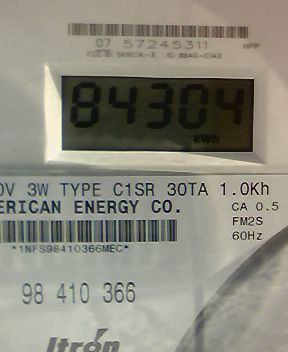 07 57245311
84304
kWh
0V 3W TYPE C1SR 30TA 1.0Kh
ERICAN ENERGY CO.
CA 0.5
FM2S
60Hz
*1NFS98410366MEC*
98 410 366
Itron